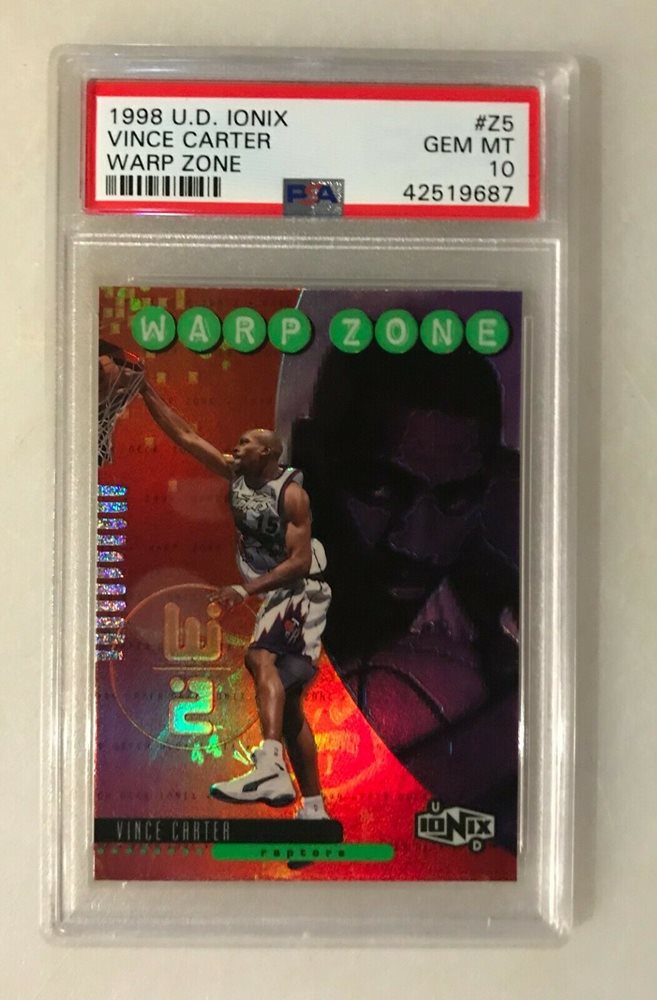 1998 U.D. IONIX #Z5
VINCE CARTER GEM MT
WARP ZONE 10
PSA 42519687
WARP ZONE
15
VINCE CARTER
raptors
U
IONIX
D